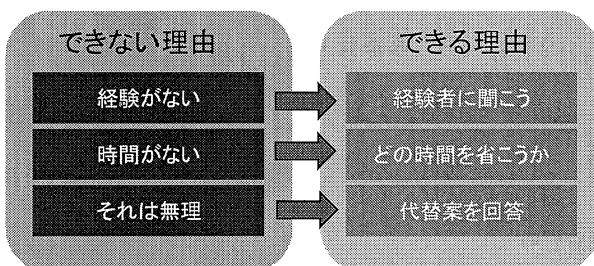 できない理由
経験がない
時間がない
それは無理
できる理由
経験者に聞こう
どの時間を省こうか
代替案を回答